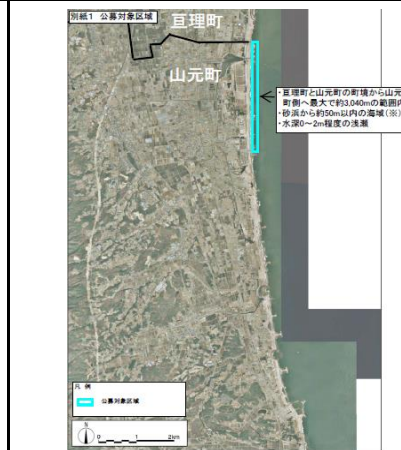 別紙1 公募対象区域
亘理町
山元町
・亘理町と山元町の町境から山元
町側へ最大で約3,040mの範囲内
・砂浜から約50m以内の海域(※)
・水深0～2m程度の浅瀬
凡 例
公募対象区域
N
0 1 2km